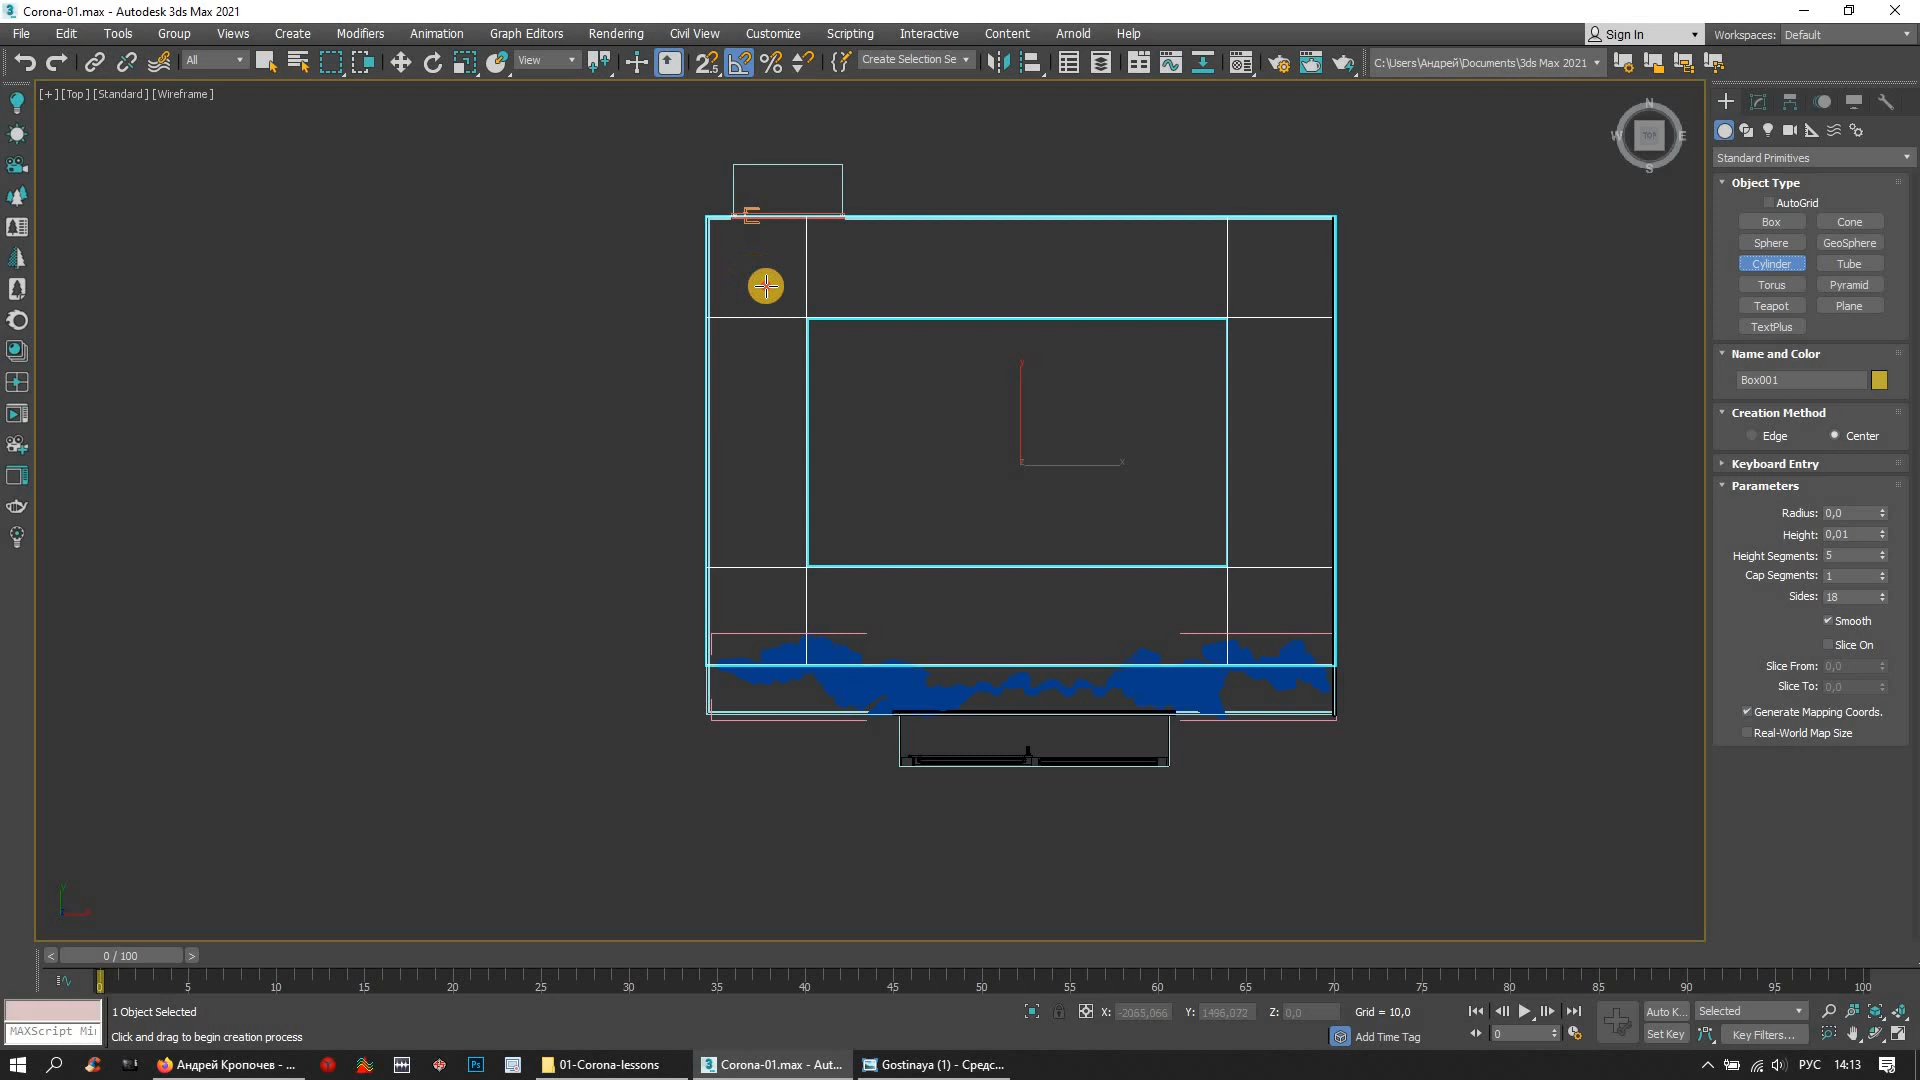 Corona-01.max - Autodesk 3ds Max 2021
File Edit Tools Group Views Create Modifiers Animation Graph Editors Rendering Civil View Customize Scripting Interactive Content Arnold Help
Sign In
Workspaces: Default
All
View
Create Selection Se
C:\Users\Андрей\Documents\3ds Max 2021
[+] [Top ] [Standard ] [Wireframe ]
N
W TOP E
S
Standard Primitives
Object Type
AutoGrid
Box Cone
Sphere GeoSphere
Cylinder Tube
Torus Pyramid
Teapot Plane
TextPlus
Name and Color
Box001
Creation Method
Edge Center
Keyboard Entry
Parameters
Radius: 0,0
Height: 0,01
Height Segments: 5
Cap Segments: 1
Sides: 18
Smooth
Slice On
Slice From: 0,0
Slice To: 0,0
Generate Mapping Coords.
Real-World Map Size
y
z x
y
x
< 0 / 100 >
0 5 10 15 20 25 30 35 40 45 50 55 60 65 70 75 80 85 90 95 100
1 Object Selected
X: -2065,066 Y: 1496,072 Z: 0,0 Grid = 10,0
Auto K... Selected
MAXScript Mi
Click and drag to begin creation process
Add Time Tag
0
Set Key Key Filters...
Андрей Кропочев - ...
Ps
01-Corona-lessons
Corona-01.max - Aut...
Gostinaya (1) - Средс...
РУС 14:13